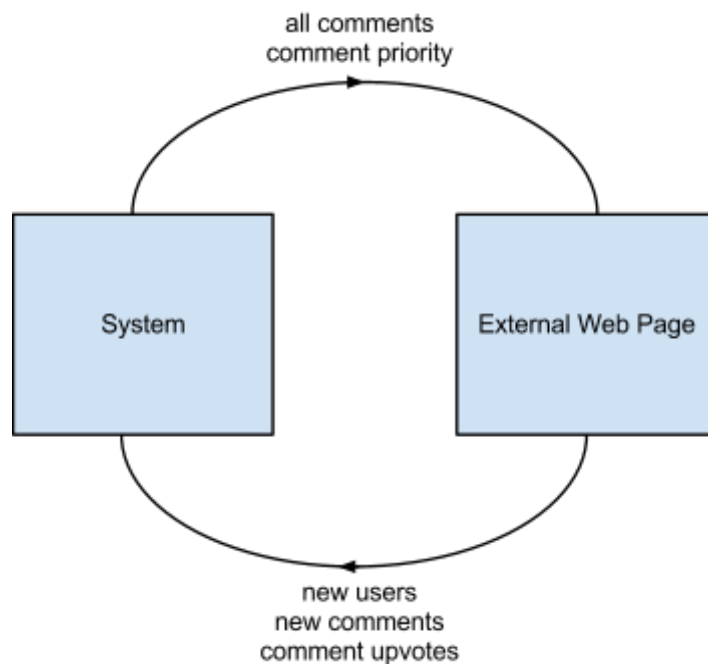 all comments
comment priority
System
External Web Page
new users
new comments
comment upvotes